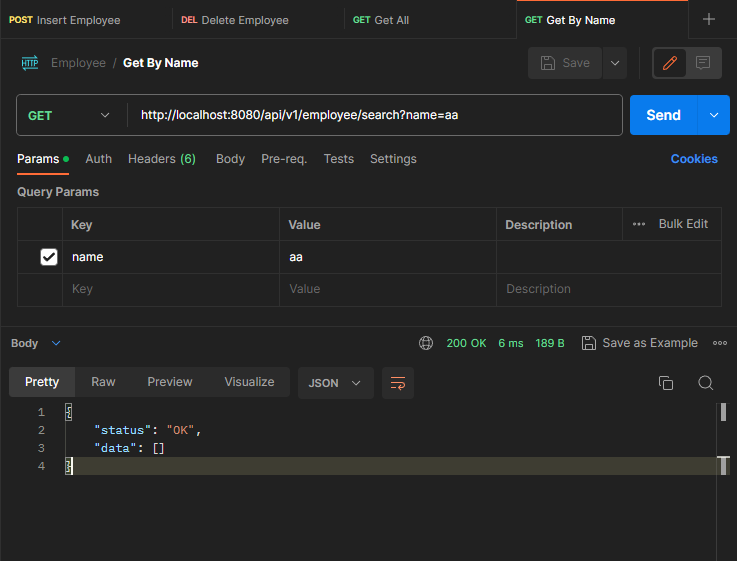 POST Insert Employee DEL Delete Employee GET Get All GET Get By Name
HTTP Employee / Get By Name Save
GET http://localhost:8080/api/v1/employee/search?name=aa Send
Params Auth Headers (6) Body Pre-req. Tests Settings Cookies
Query Params
Key Value Description Bulk Edit
name aa
Key Value Description
Body 200 OK 6 ms 189 B Save as Example
Pretty Raw Preview Visualize JSON
1 {
2 "status": "OK",
3 "data": []
4 }